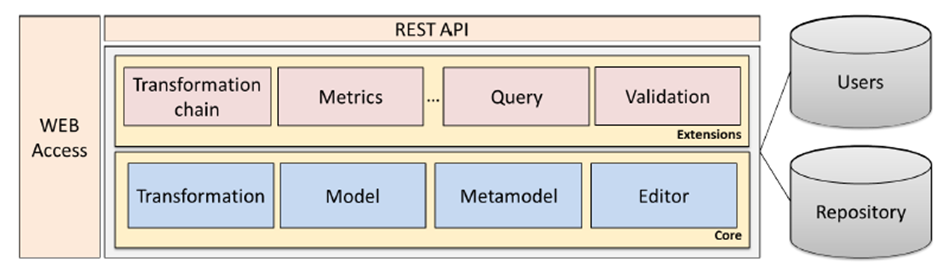 REST API
WEB
Access
Transformation
chain
Metrics
...
Query
Validation
Extensions
Transformation
Model
Metamodel
Editor
Core
Users
Repository